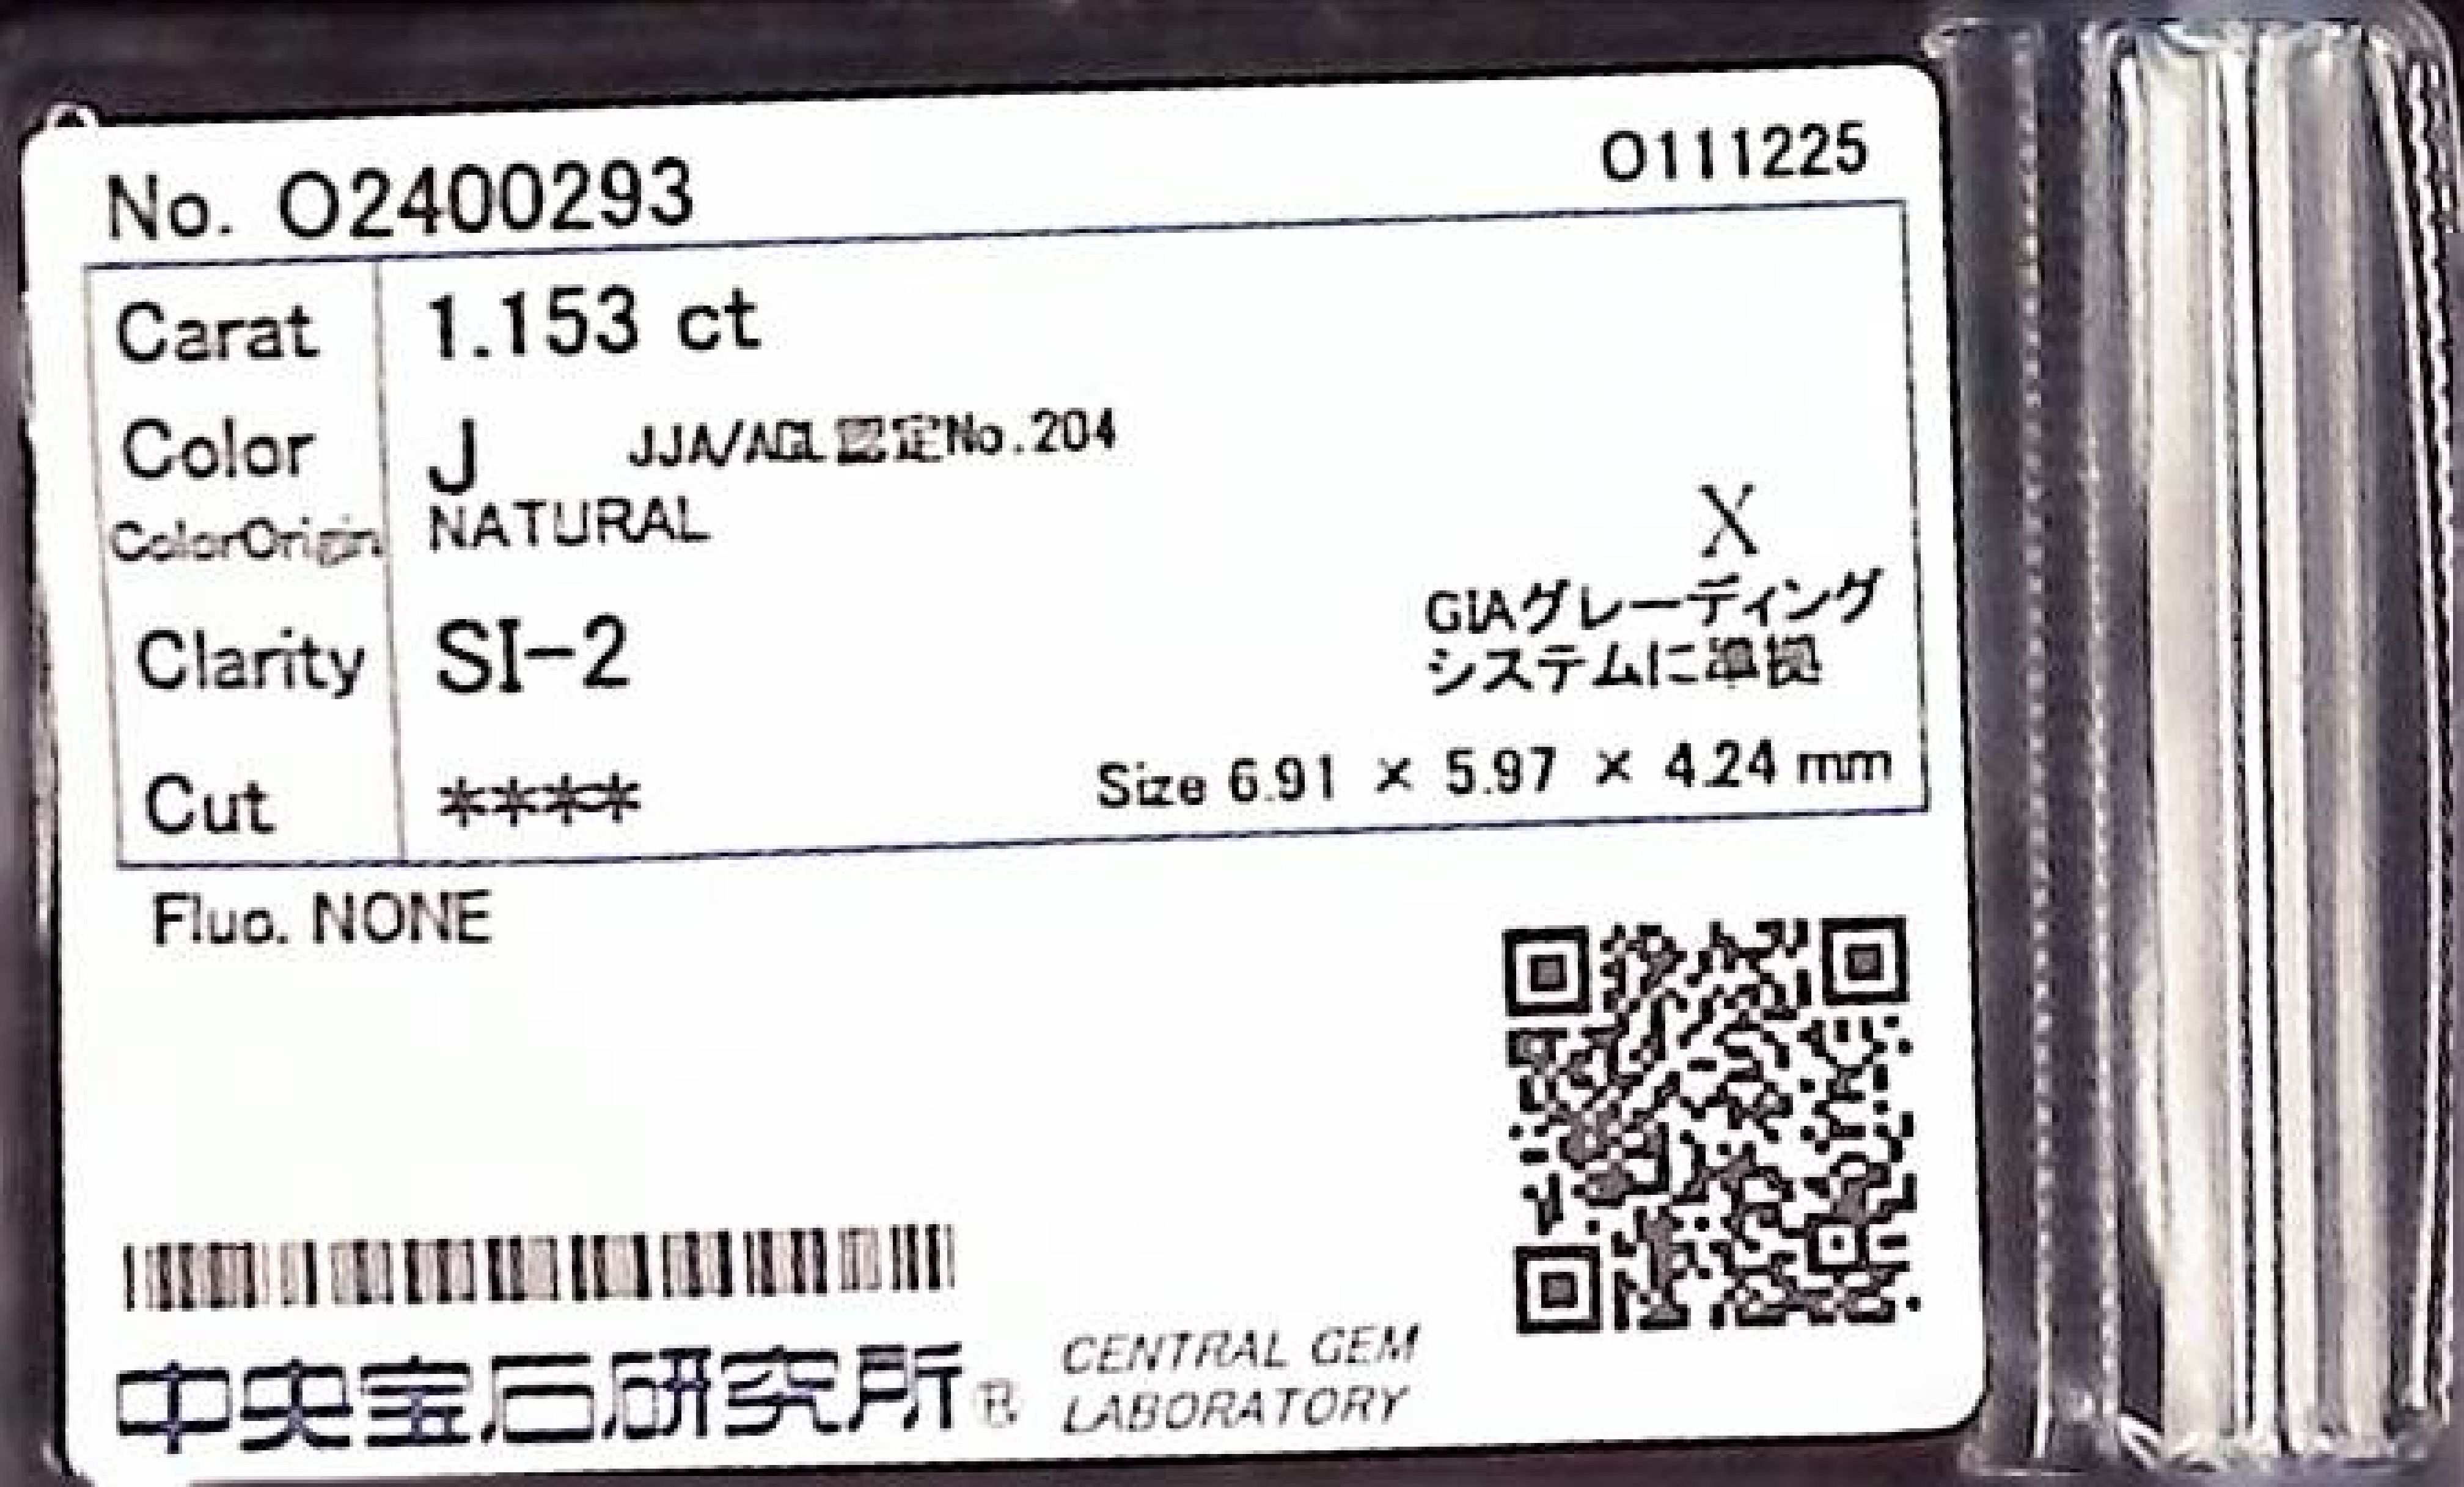 No. O2400293
O111225
Carat 1.153 ct
Color J JJA/AGL認定No.204
ColorOrigin NATURAL
X
GIAグレーディング
システムに準拠
Clarity SI-2
Cut ****
Size 6.91 × 5.97 × 4.24 mm
Fluo. NONE
中央宝石研究所®
CENTRAL GEM
LABORATORY